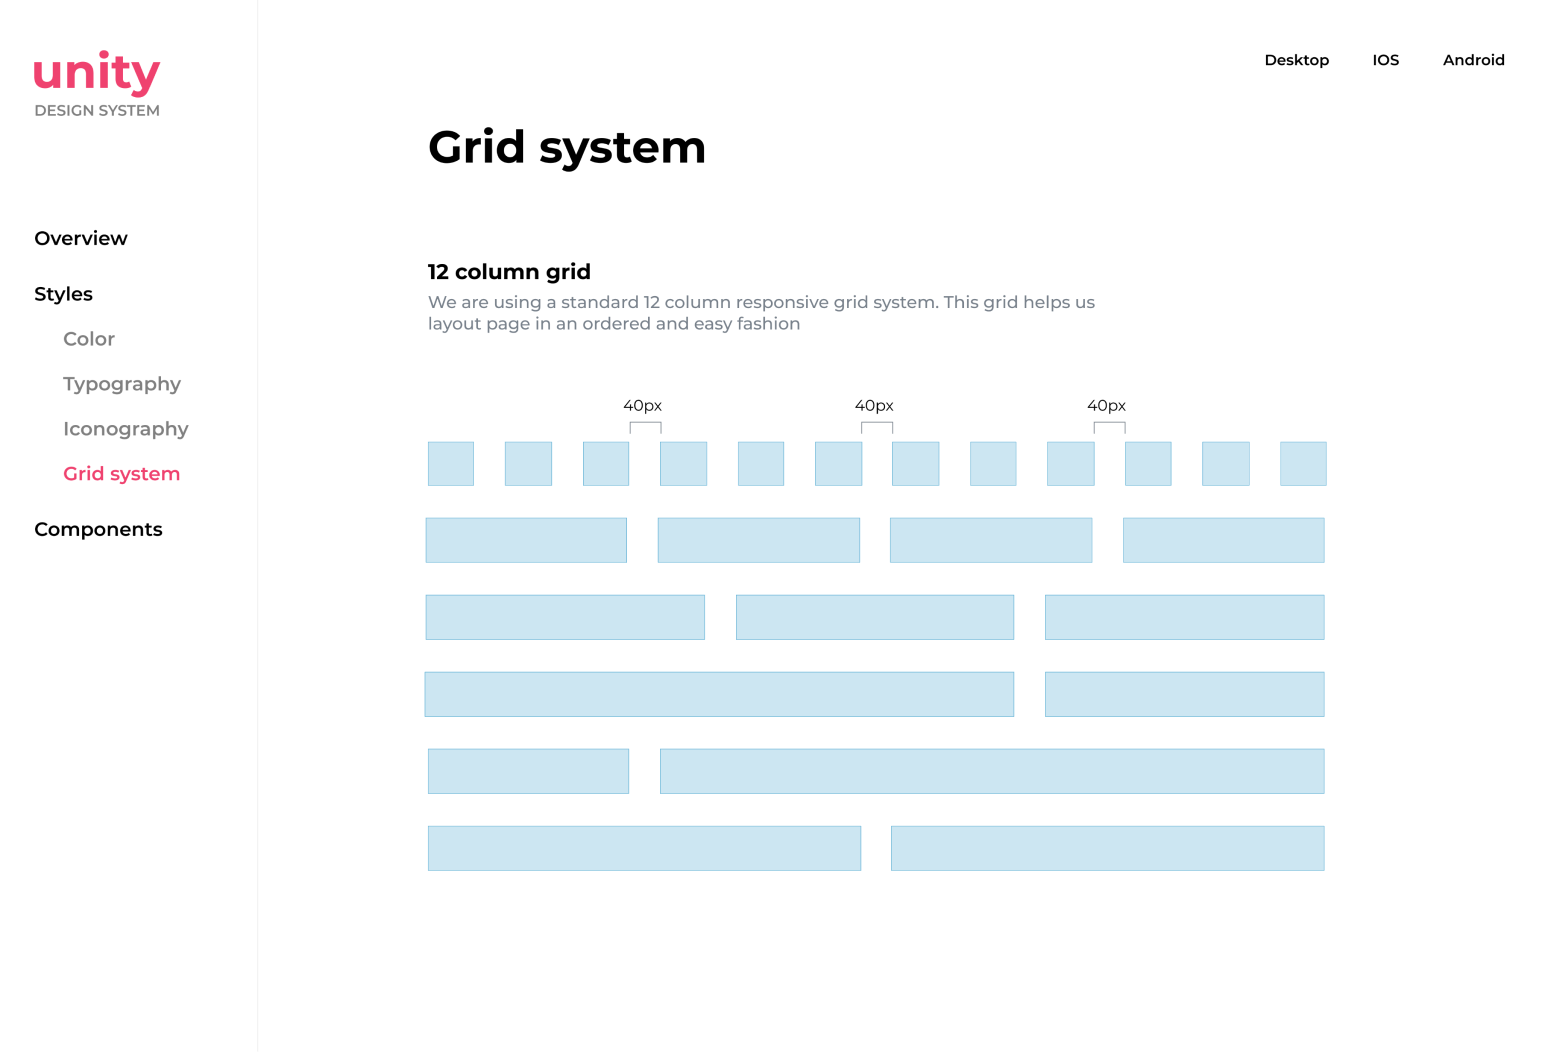 unity
DESIGN SYSTEM
Overview
Styles
Color
Typography
Iconography
Grid system
Components
Desktop
IOS
Android
Grid system
12 column grid
We are using a standard 12 column responsive grid system. This grid helps us
layout page in an ordered and easy fashion
40px
40px
40px